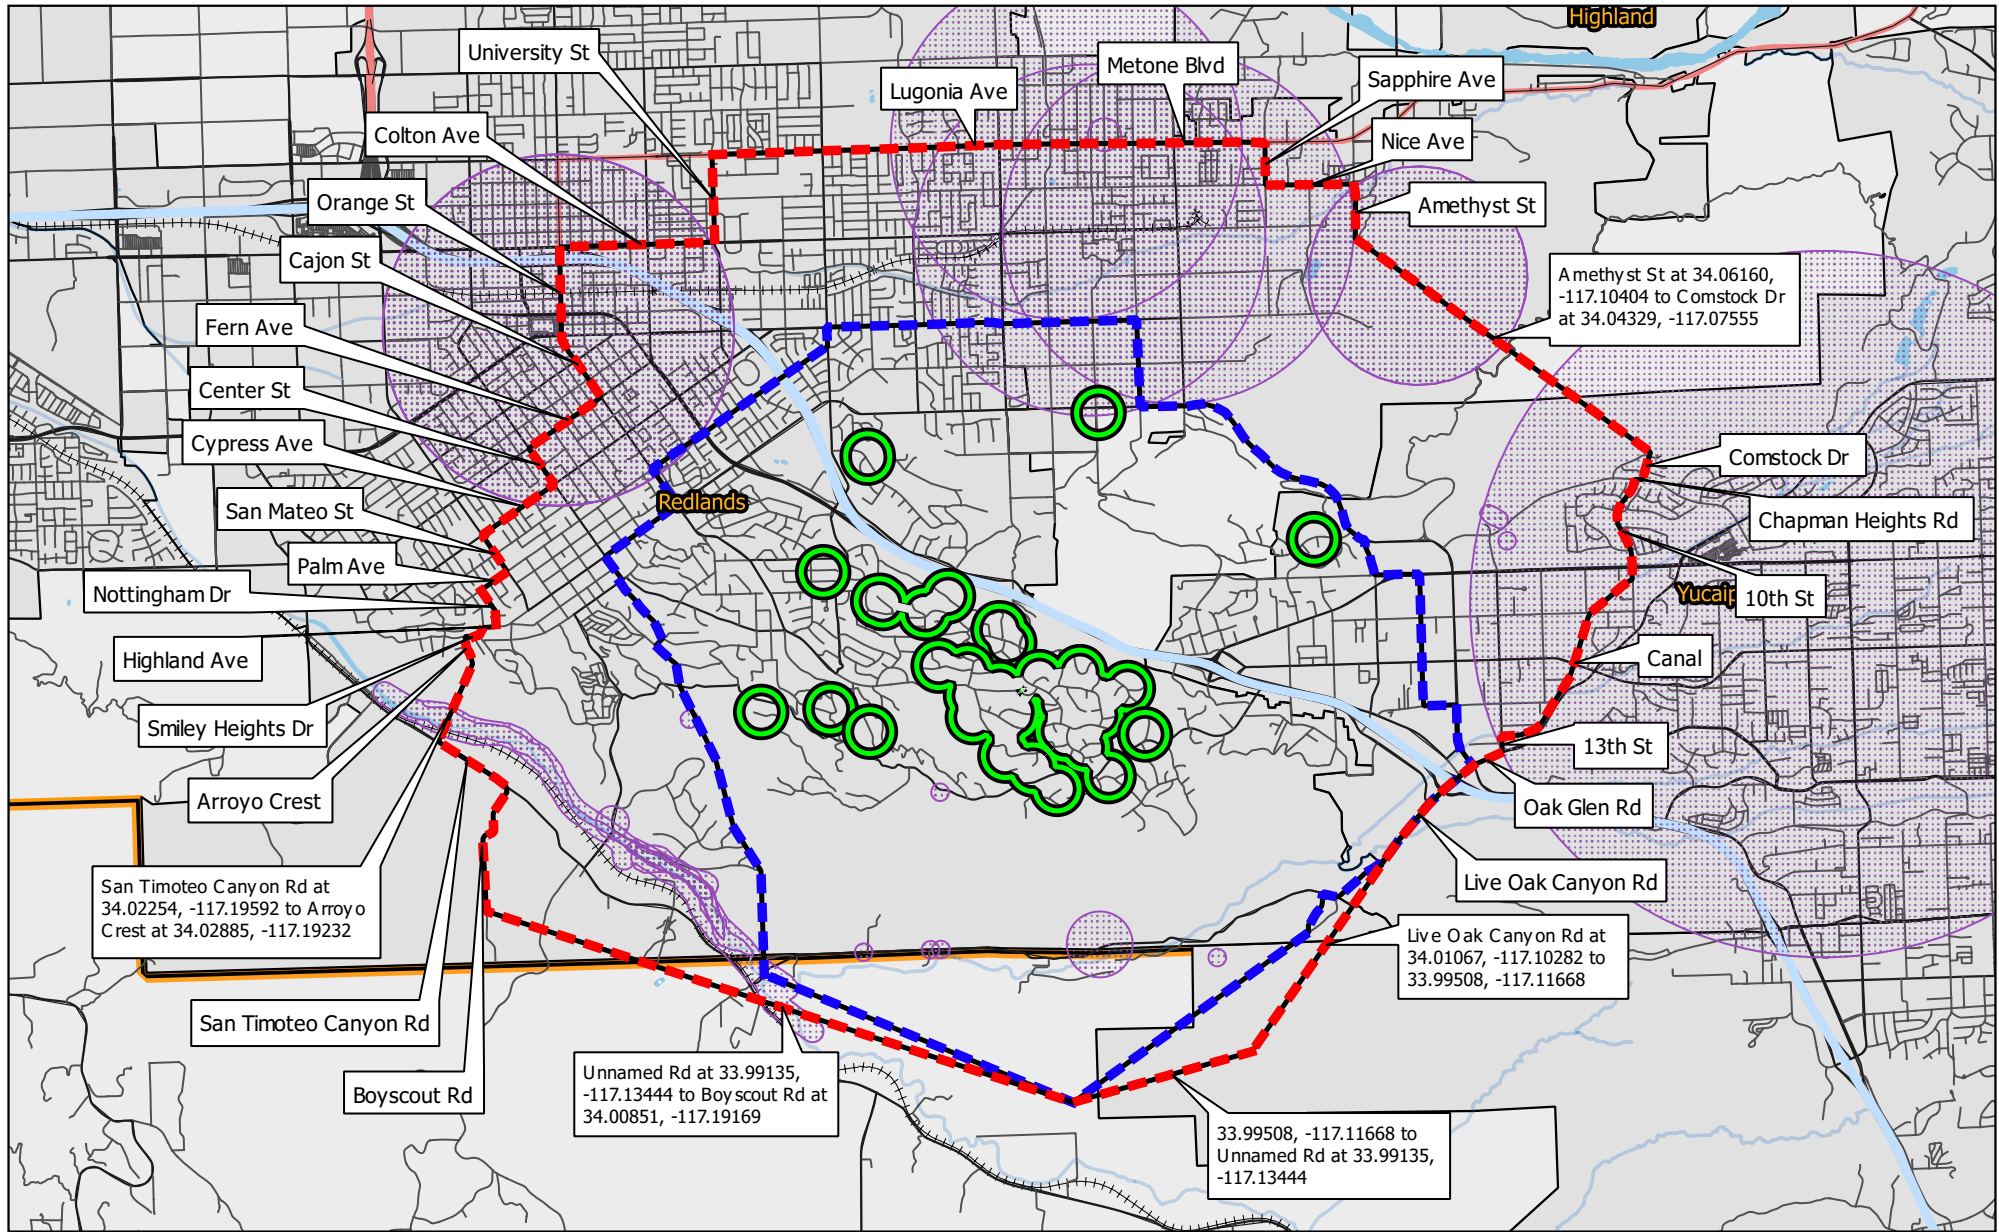 Highland
University St
Metone Blvd
Sapphire Ave
Lugonia Ave
Colton Ave
Nice Ave
Orange St
Amethyst St
Cajon St
Amethyst St at 34.06160,
-117.10404 to Comstock Dr
at 34.04329, -117.07555
Fern Ave
Center St
Cypress Ave
Comstock Dr
Redlands
San Mateo St
Chapman Heights Rd
Palm Ave
Nottingham Dr
Yucaip
10th St
Highland Ave
Canal
Smiley Heights Dr
13th St
Arroyo Crest
Oak Glen Rd
San Timoteo Canyon Rd at
34.02254, -117.19592 to Arroyo
Crest at 34.02885, -117.19232
Live Oak Canyon Rd
Live Oak Canyon Rd at
34.01067, -117.10282 to
33.99508, -117.11668
San Timoteo Canyon Rd
Boyscout Rd
Unnamed Rd at 33.99135,
-117.13444 to Boyscout Rd at
34.00851, -117.19169
33.99508, -117.11668 to
Unnamed Rd at 33.99135,
-117.13444